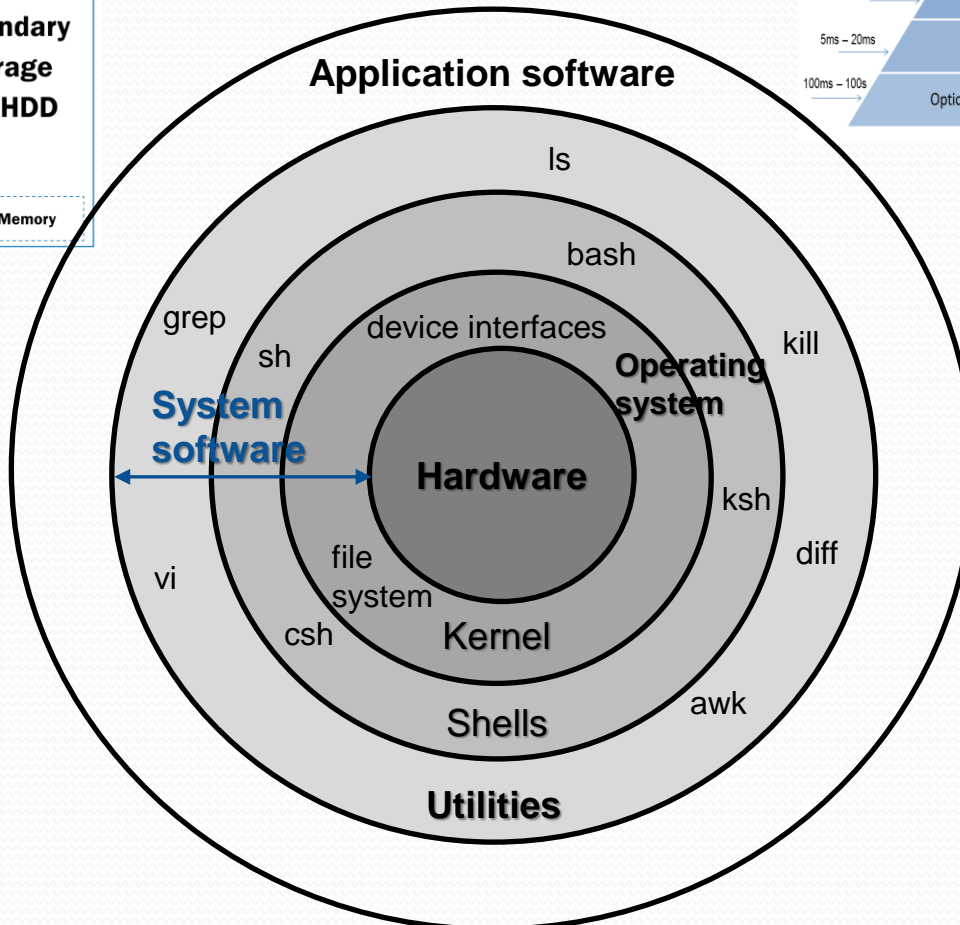 ndary
rage
HDD
Memory
5ms – 20ms
100ms – 100s
Optic
Application software
ls
bash
grep
device interfaces
sh
kill
Operating
system
System
software
Hardware
ksh
file
system
diff
vi
csh
Kernel
awk
Shells
Utilities